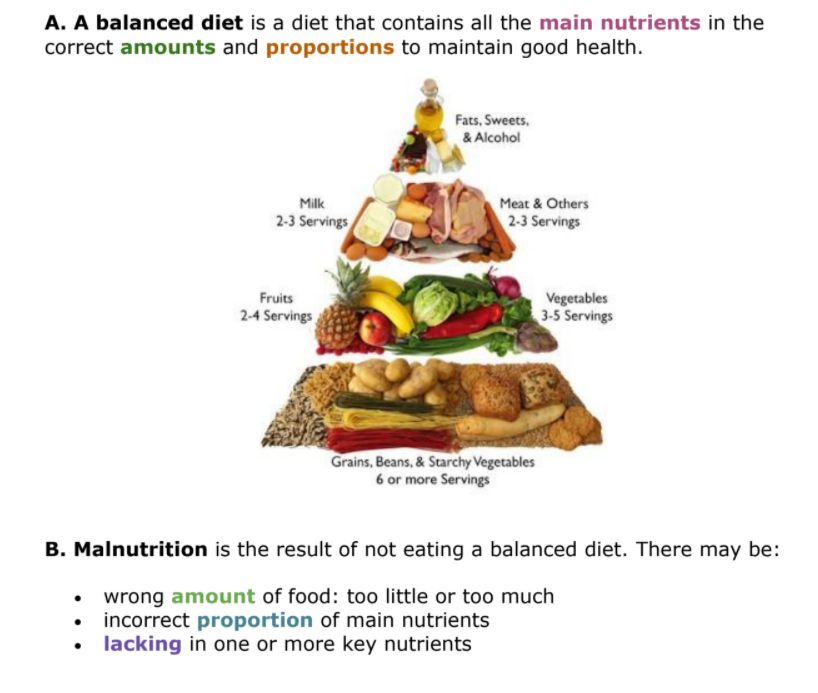 A. A balanced diet is a diet that contains all the main nutrients in the
correct amounts and proportions to maintain good health.
Fats, Sweets,
& Alcohol
Milk
2-3 Servings
Meat & Others
2-3 Servings
Fruits
2-4 Servings
Vegetables
3-5 Servings
Grains, Beans, & Starchy Vegetables
6 or more Servings
B. Malnutrition is the result of not eating a balanced diet. There may be:
• wrong amount of food: too little or too much
• incorrect proportion of main nutrients
• lacking in one or more key nutrients